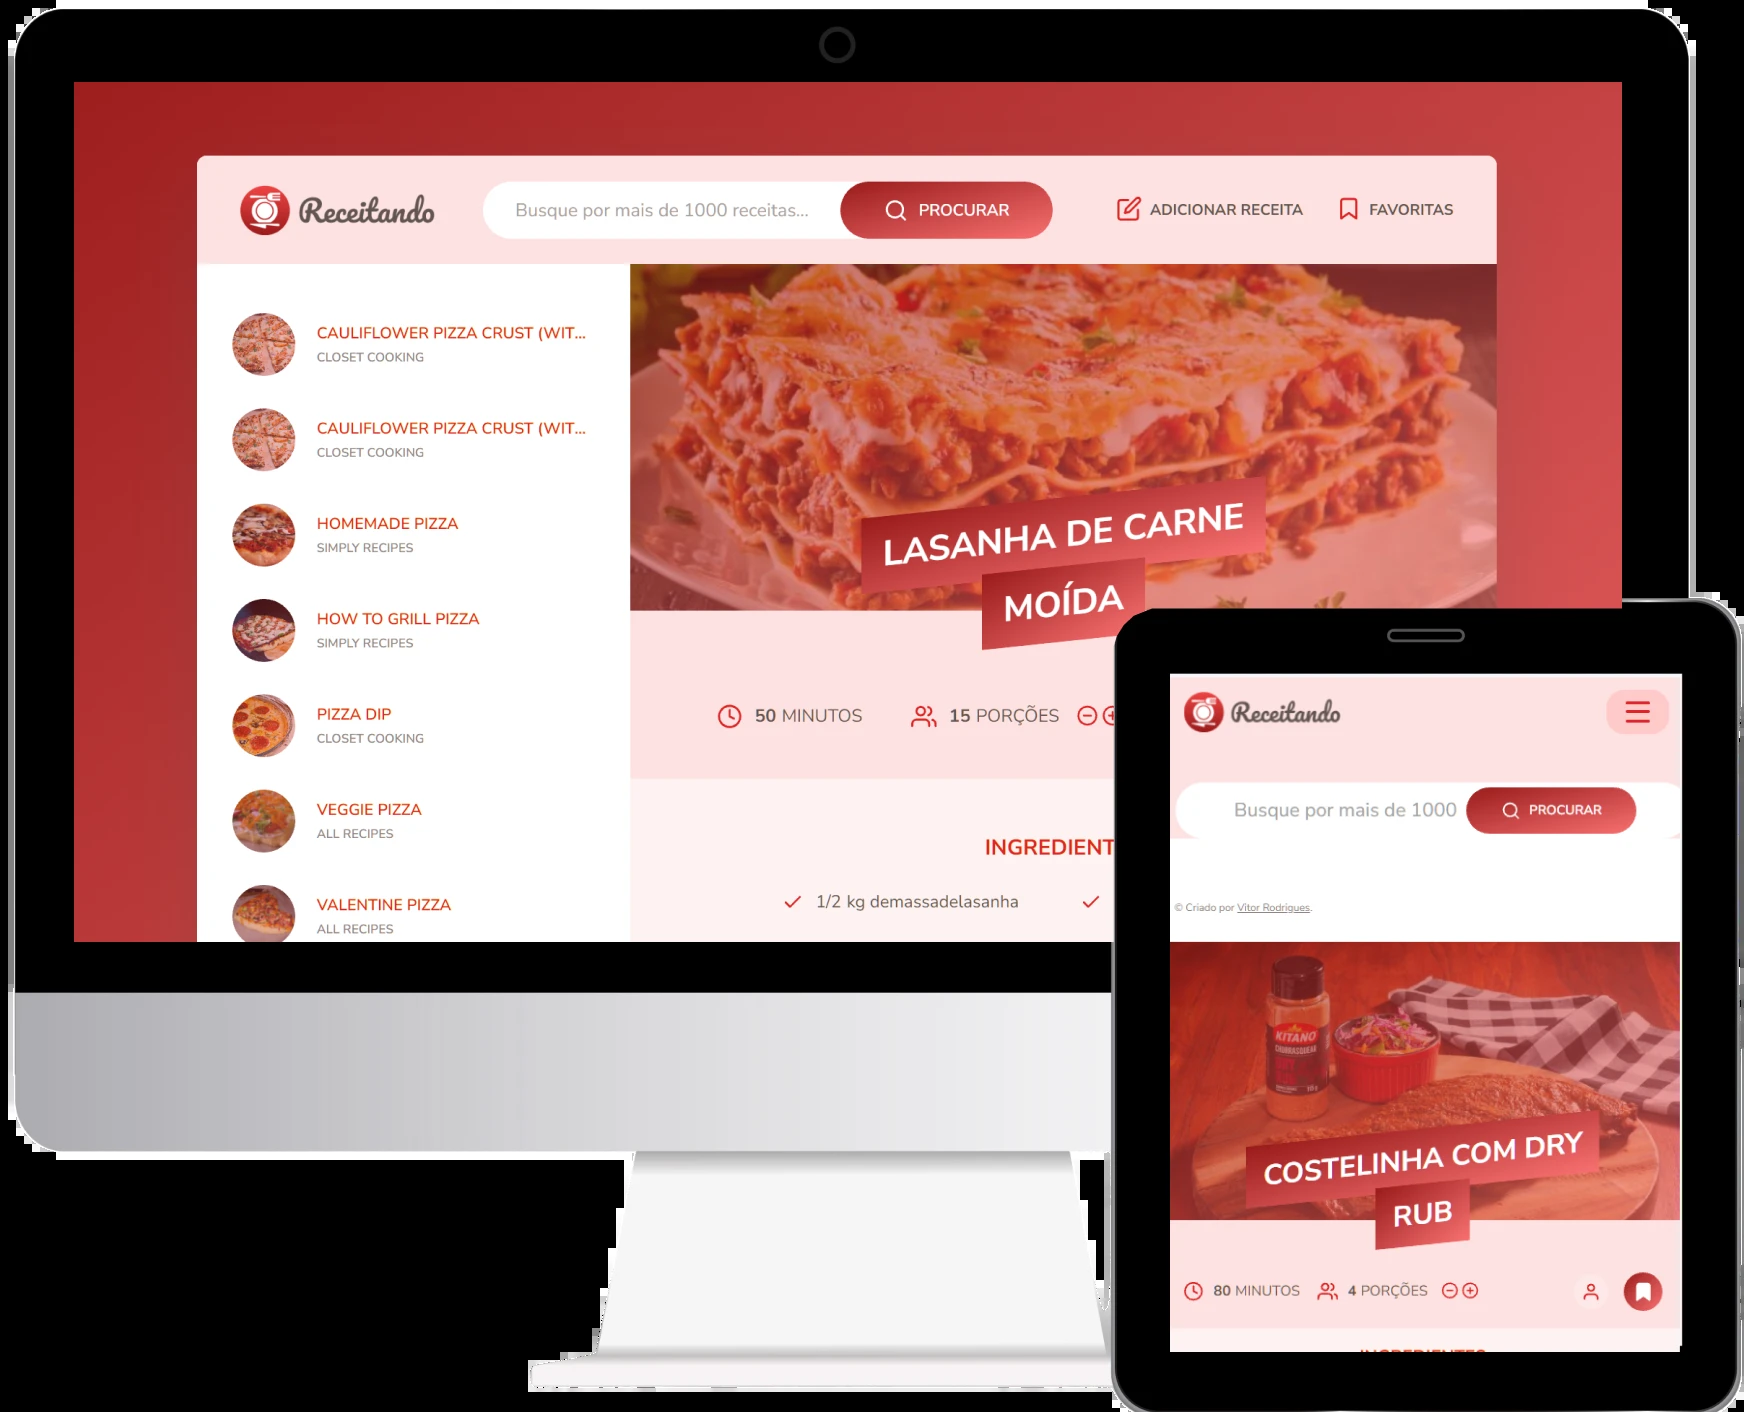 Receitando
Busque por mais de 1000 receitas...
PROCURAR
ADICIONAR RECEITA
FAVORITAS
CAULIFLOWER PIZZA CRUST (WIT...
CLOSET COOKING
CAULIFLOWER PIZZA CRUST (WIT...
CLOSET COOKING
HOMEMADE PIZZA
SIMPLY RECIPES
HOW TO GRILL PIZZA
SIMPLY RECIPES
PIZZA DIP
CLOSET COOKING
VEGGIE PIZZA
ALL RECIPES
VALENTINE PIZZA
ALL RECIPES
LASANHA DE CARNE
MOÍDA
50 MINUTOS
15 PORÇÕES
INGREDIENT
1/2 kg demassadelasanha
Receitando
Busque por mais de 1000
PROCURAR
© Criado por Vítor Rodrigues.
KITANO
COSTELINHA COM DRY
RUB
80 MINUTOS
4 PORÇÕES